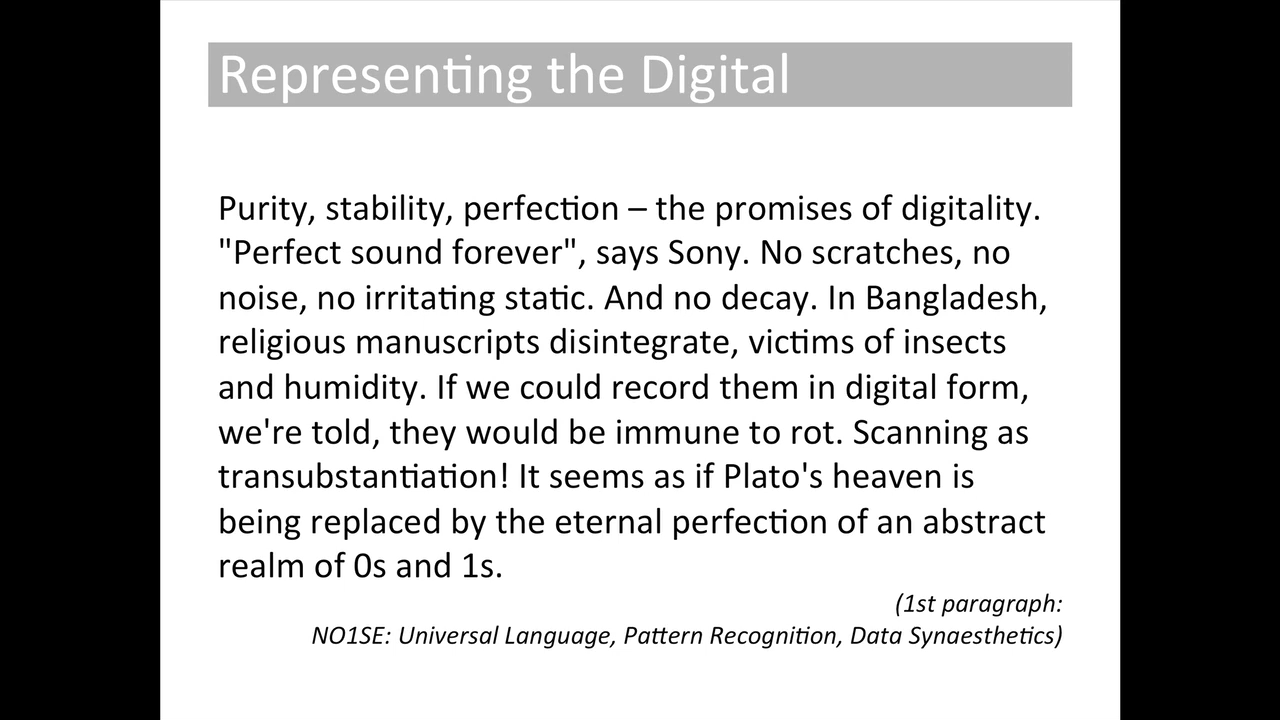 Representing the Digital
Purity, stability, perfection – the promises of digitality.
"Perfect sound forever", says Sony. No scratches, no
noise, no irritating static. And no decay. In Bangladesh,
religious manuscripts disintegrate, victims of insects
and humidity. If we could record them in digital form,
we're told, they would be immune to rot. Scanning as
transubstantiation! It seems as if Plato's heaven is
being replaced by the eternal perfection of an abstract
realm of 0s and 1s.
(1st paragraph:
NO1SE: Universal Language, Pattern Recognition, Data Synaesthetics)